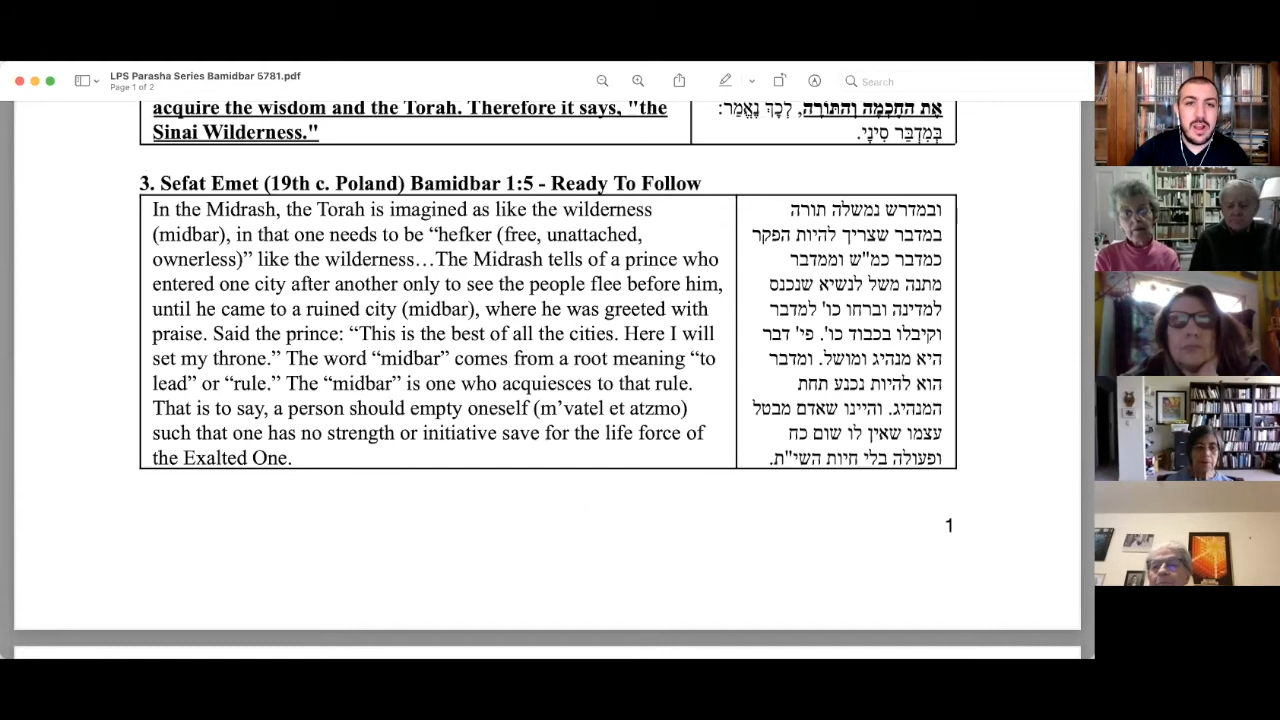 LPS Parasha Series Bamidbar 5781.pdf
Page 1 of 2
Search
acquire the wisdom and the Torah. Therefore it says, "the
Sinai Wilderness."
אֶת הַחָכְמָה וְהַתּוֹרָה, לְכָךְ נֶאֱמַר:
בְּמִדְבַּר סִינָי.
3. Sefat Emet (19th c. Poland) Bamidbar 1:5 - Ready To Follow
In the Midrash, the Torah is imagined as like the wilderness
(midbar), in that one needs to be “hefker (free, unattached,
ownerless)” like the wilderness…The Midrash tells of a prince who
entered one city after another only to see the people flee before him,
until he came to a ruined city (midbar), where he was greeted with
praise. Said the prince: “This is the best of all the cities. Here I will
set my throne.” The word “midbar” comes from a root meaning “to
lead” or “rule.” The “midbar” is one who acquiesces to that rule.
That is to say, a person should empty oneself (m’vatel et atzmo)
such that one has no strength or initiative save for the life force of
the Exalted One.
ובמדרש נמשלה תורה
במדבר שצריך להיות הפקר
כמדבר כמ"ש וממדבר
מתנה משל לנשיא שנכנס
למדינה וברחו כו' למדבר
וקיבלו בכבוד כו'. פי' דבר
היא מנהיג ומושל. ומדבר
הוא להיות נכנע תחת
המנהיג. והיינו שאדם מבטל
עצמו שאין לו שום כח
ופעולה בלי חיות השי"ת.
1